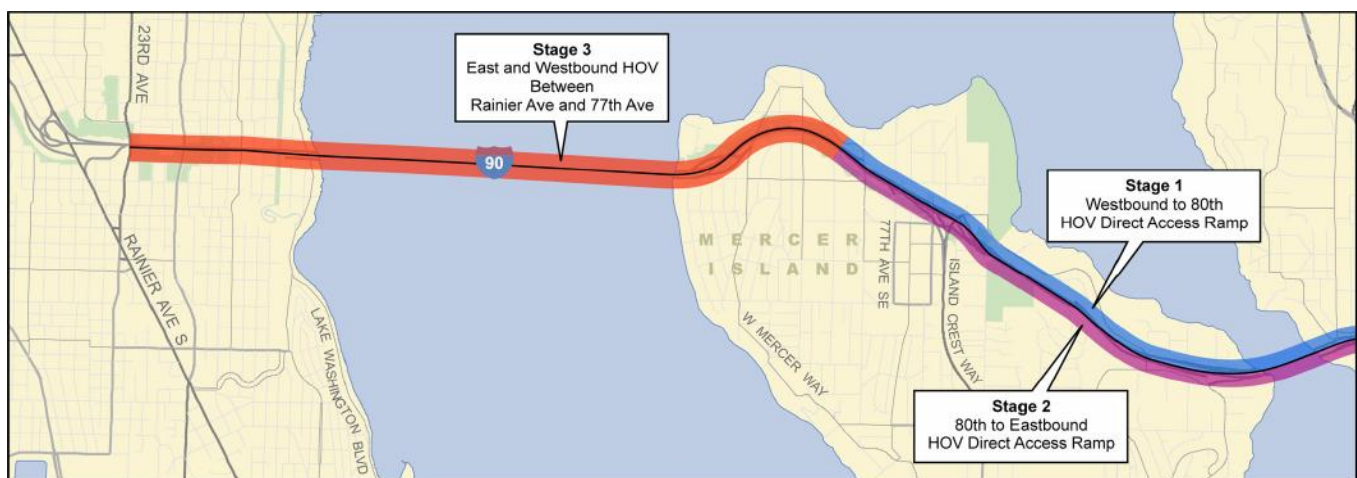 23RD AVE
Stage 3
East and Westbound HOV
Between
Rainier Ave and 77th Ave
90
Stage 1
Westbound to 80th
HOV Direct Access Ramp
MERCER
ISLAND
77TH AVE SE
ISLAND CREST WAY
RAINIER AVE S
LAKE WASHINGTON BLVD
W MERCER WAY
Stage 2
80th to Eastbound
HOV Direct Access Ramp